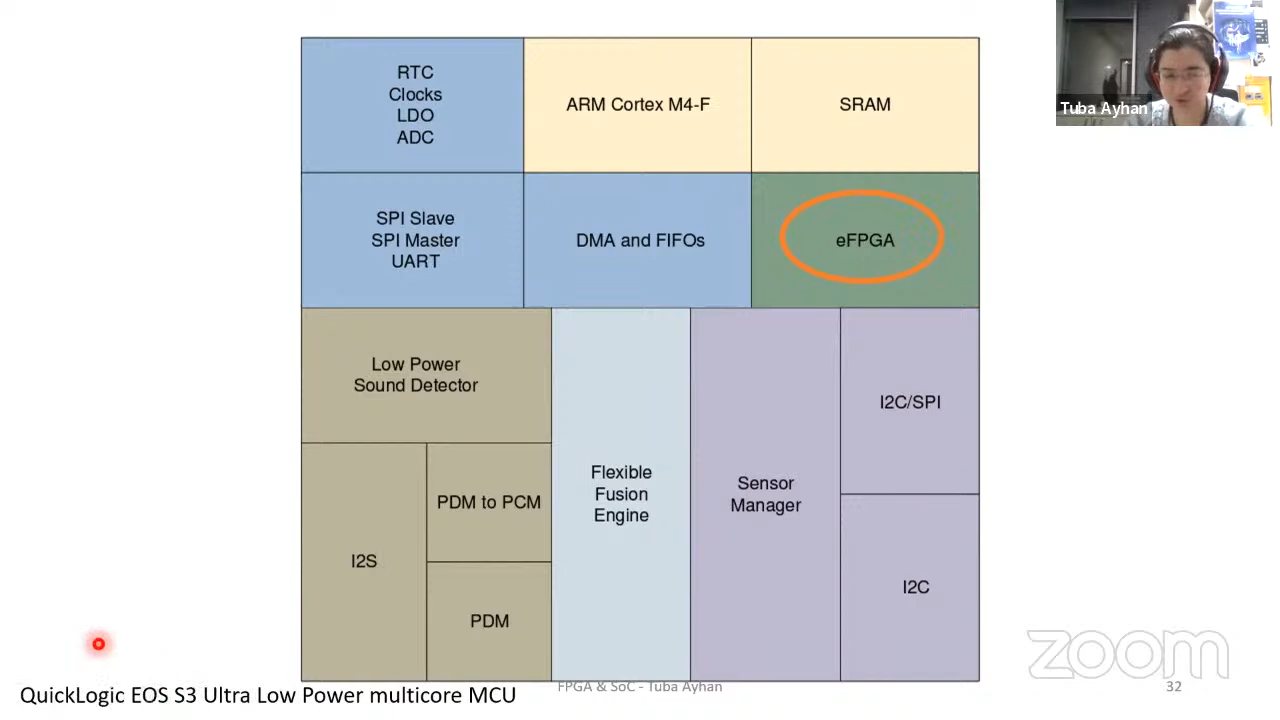 Tuba Ayhan
RTC
Clocks
LDO
ADC
ARM Cortex M4-F
SRAM
SPI Slave
SPI Master
UART
DMA and FIFOs
eFPGA
Low Power
Sound Detector
I2S
PDM to PCM
PDM
Flexible
Fusion
Engine
Sensor
Manager
I2C/SPI
I2C
zoom
QuickLogic EOS S3 Ultra Low Power multicore MCU
FPGA & SoC - Tuba Ayhan
32